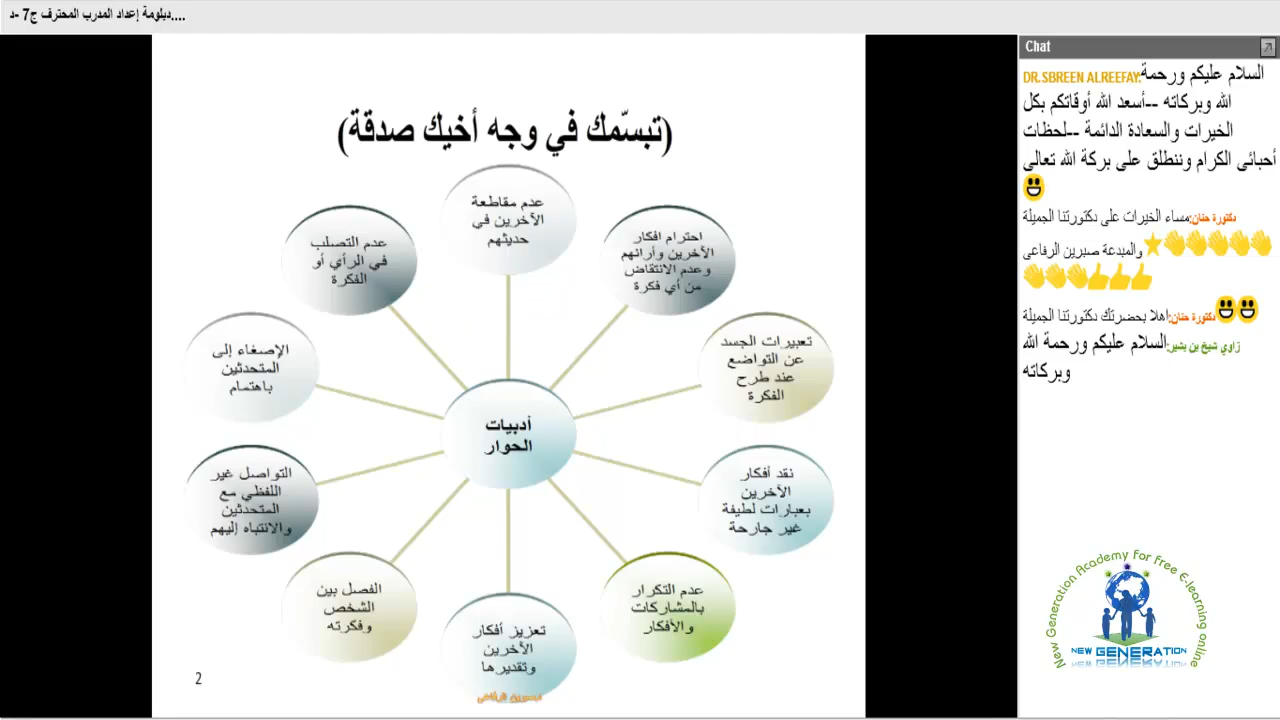 دبلومة إعداد المدرب المحترف ج7 -د....
(تبسّمك في وجه أخيك صدقة)
عدم مقاطعة
الآخرين في
حديثهم
احترام افكار
الآخرين وأرائهم
وعدم الانتقاض
من أي فكرة
تعبيرات الجسد
عن التواضع
عند طرح
الفكرة
نقد أفكار
الآخرين
بعبارات لطيفة
غير جارحة
عدم التكرار
بالمشاركات
والأفكار
تعزيز أفكار
الآخرين
وتقديرها
الفصل بين
الشخص
وفكرته
التواصل غير
اللفظي مع
المتحدثين
والانتباه إليهم
الإصغاء إلى
المتحدثين
باهتمام
عدم التصلب
في الرأي أو
الفكرة
أدبيات
الحوار
2
Chat
DR.SBREEN ALREEFAY:السلام عليكم ورحمة
الله وبركاته --أسعد الله أوقاتكم بكل
لحظات-- الخيرات والسعادة الدائمة
أحبائى الكرام وننطلق على بركة الله تعالى
دكتورة حنان:مساء الخيرات على دكتورتنا الجميلة
والمبدعة صبرين الرفاعى
دكتورة حنان:أهلا بحضرتك دكتورتنا الجميلة
زاوي شيخ بن بشير:السلام عليكم ورحمة الله
وبركاته
New Generation Academy For Free E-learning online
NEW GENERATION